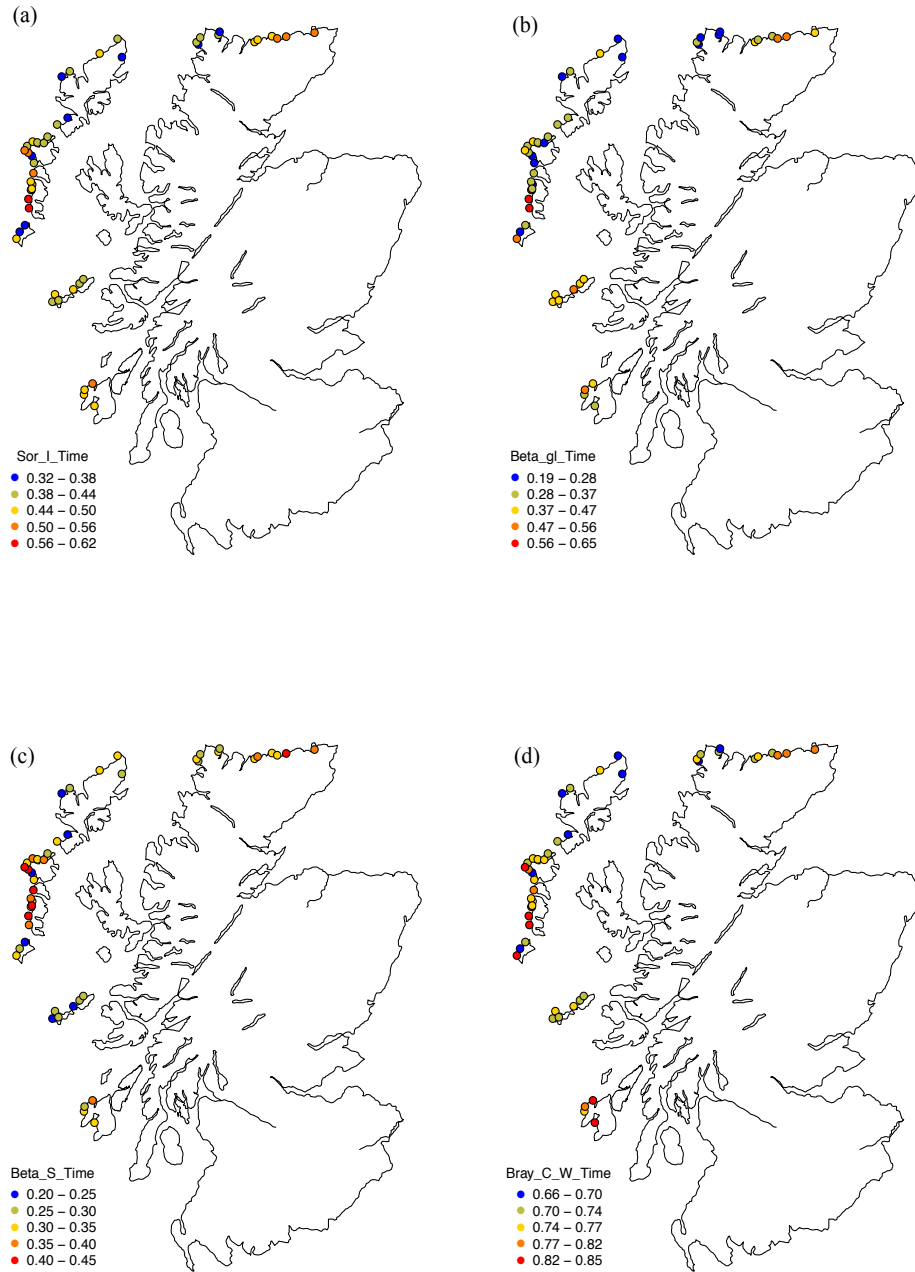 (a)
Sor_I_Time
0.32 – 0.38
0.38 – 0.44
0.44 – 0.50
0.50 – 0.56
0.56 – 0.62
(b)
Beta_gl_Time
0.19 – 0.28
0.28 – 0.37
0.37 – 0.47
0.47 – 0.56
0.56 – 0.65
(c)
Beta_S_Time
0.20 – 0.25
0.25 – 0.30
0.30 – 0.35
0.35 – 0.40
0.40 – 0.45
(d)
Bray_C_W_Time
0.66 – 0.70
0.70 – 0.74
0.74 – 0.77
0.77 – 0.82
0.82 – 0.85